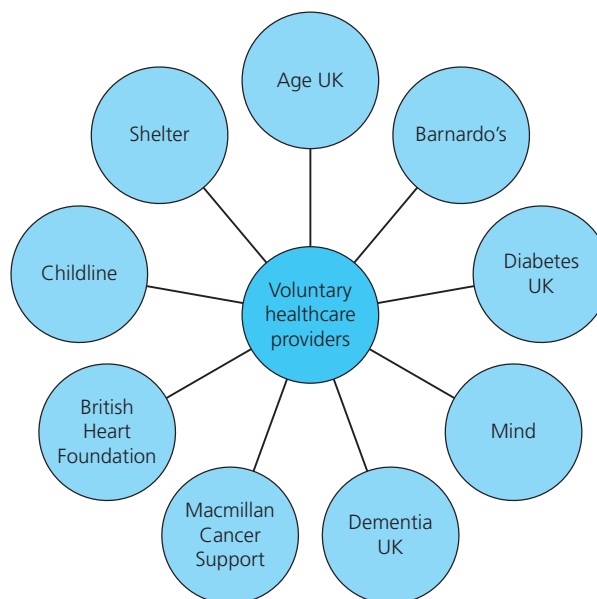 Age UK
Barnardo's
Diabetes
UK
Mind
Dementia
UK
Macmillan
Cancer
Support
British
Heart
Foundation
Childline
Shelter
Voluntary
healthcare
providers